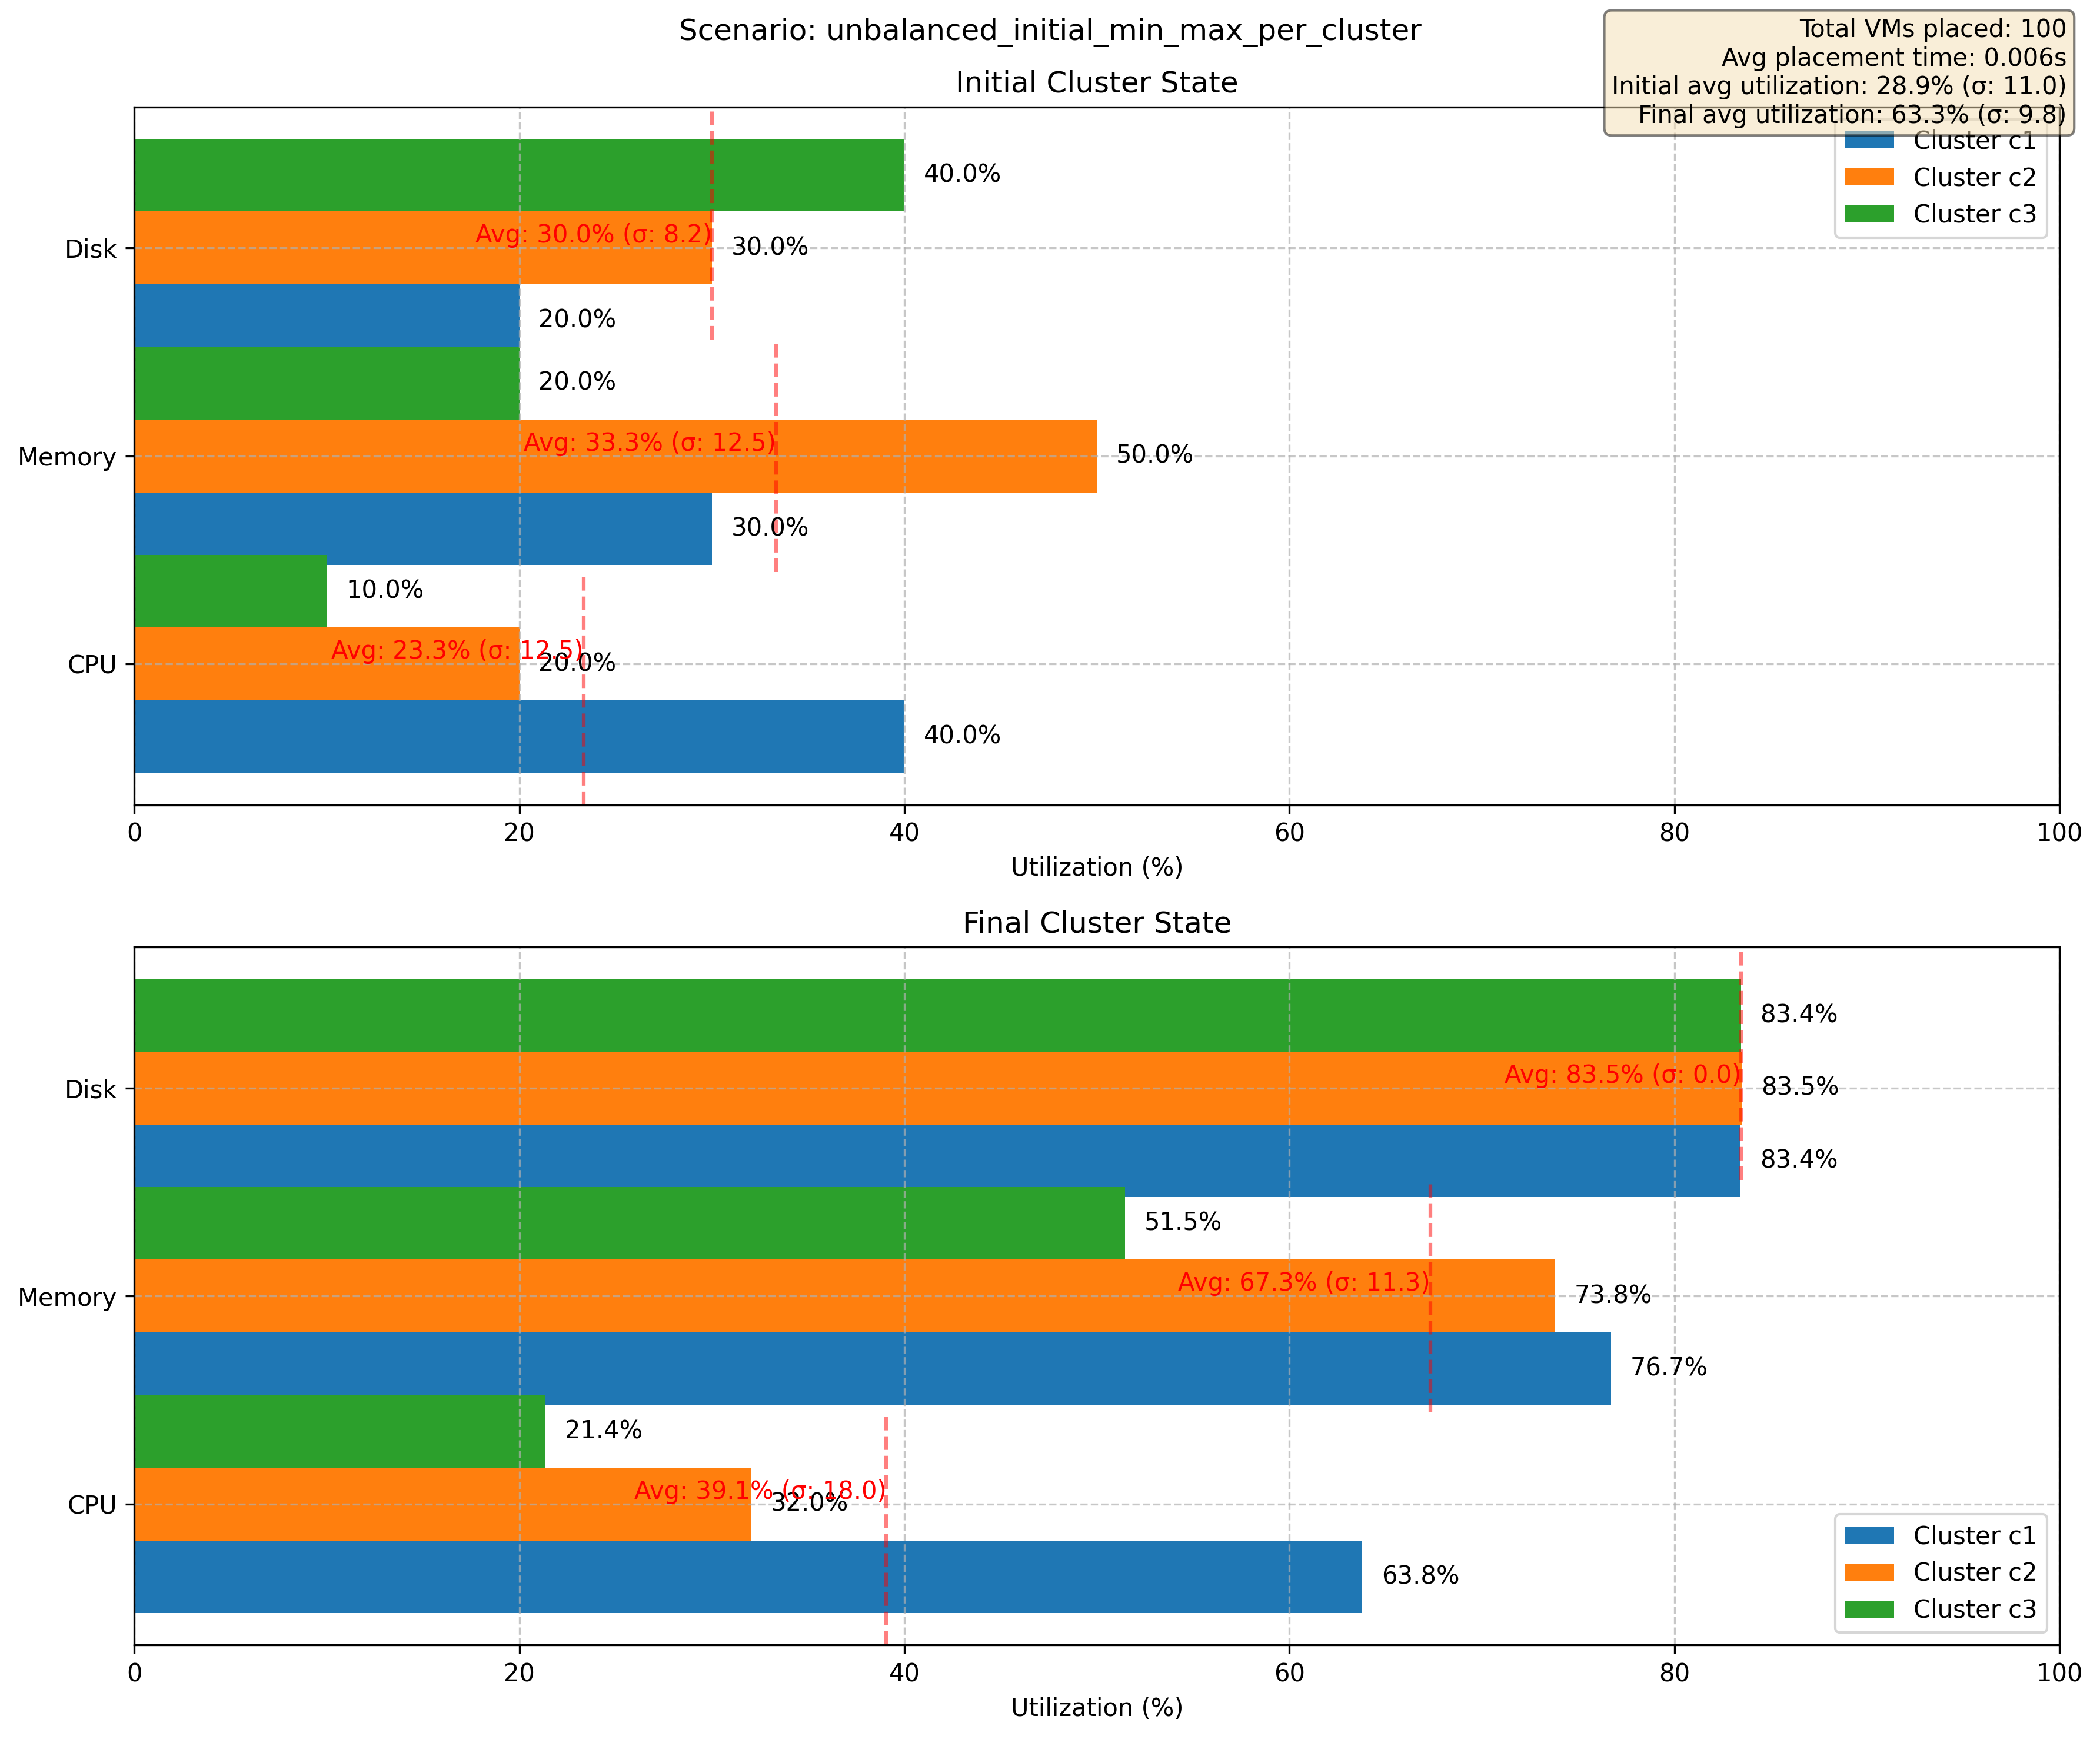 Scenario: unbalanced_initial_min_max_per_cluster
Total VMs placed: 100
Avg placement time: 0.006s
Initial avg utilization: 28.9% (σ: 11.0)
Final avg utilization: 63.3% (σ: 9.8)
Initial Cluster State
Cluster c1
Cluster c2
Cluster c3
40.0%
Avg: 30.0% (σ: 8.2)
30.0%
Disk
20.0%
20.0%
Avg: 33.3% (σ: 12.5)
50.0%
Memory
30.0%
10.0%
Avg: 23.3% (σ: 12.5)
20.0%
CPU
40.0%
0 20 40 60 80 100
Utilization (%)
Final Cluster State
83.4%
Avg: 83.5% (σ: 0.0)
83.5%
Disk
83.4%
51.5%
Avg: 67.3% (σ: 11.3)
73.8%
Memory
76.7%
21.4%
Avg: 39.1% (σ: 18.0)
32.0%
CPU
63.8%
Cluster c1
Cluster c2
Cluster c3
0 20 40 60 80 100
Utilization (%)